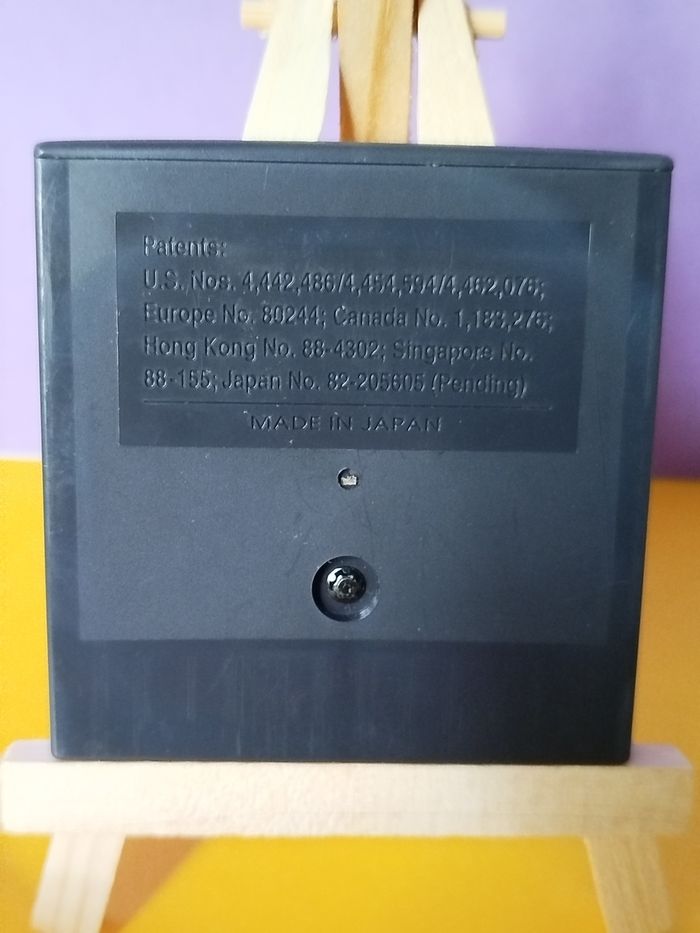 Patents:
U.S. Nos. 4,442,486/4,454,594/4,462,076;
Europe No. 80244; Canada No. 1,183,276;
Hong Kong No. 88-4302; Singapore No.
88-155; Japan No. 82-205605 (Pending)
MADE IN JAPAN